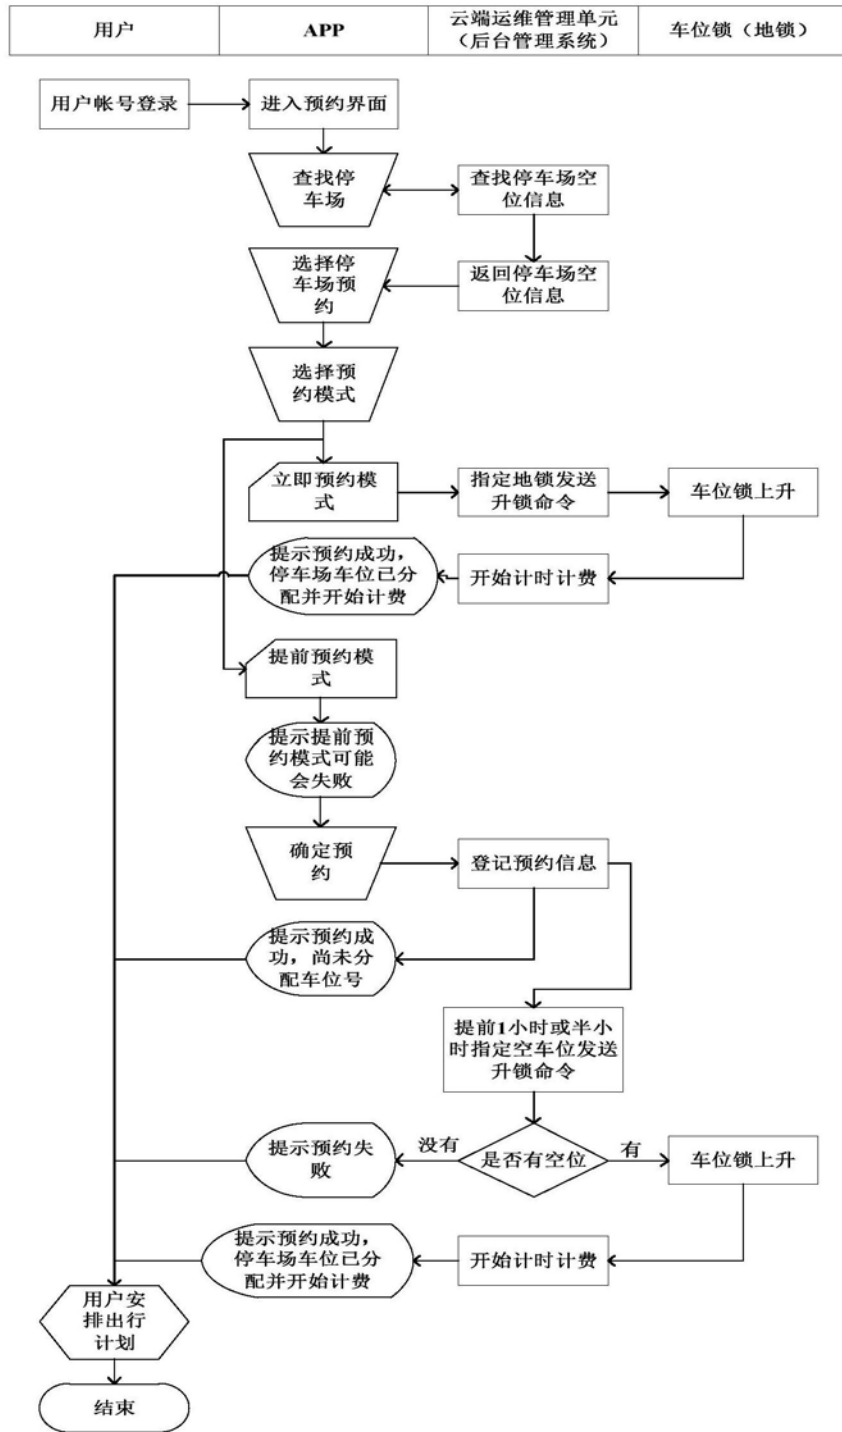 用户
APP
云端运维管理单元
（后台管理系统）
车位锁（地锁）
用户帐号登录
进入预约界面
查找停
车场
查找停车场空
位信息
选择停
车场预
约
返回停车场空
位信息
选择预
约模式
立即预约模
式
指定地锁发送
升锁命令
车位锁上升
提示预约成功，
停车场车位已分
配并开始计费
开始计时计费
提前预约模
式
提示提前预
约模式可能
会失败
确定预
约
登记预约信息
提示预约成
功，尚未分
配车位号
提前1小时或半小
时指定空车位发送
升锁命令
提示预约失
败
没有
是否有空位
有
车位锁上升
提示预约成功，
停车场车位已分
配并开始计费
开始计时计费
用户安
排出行
计划
结束